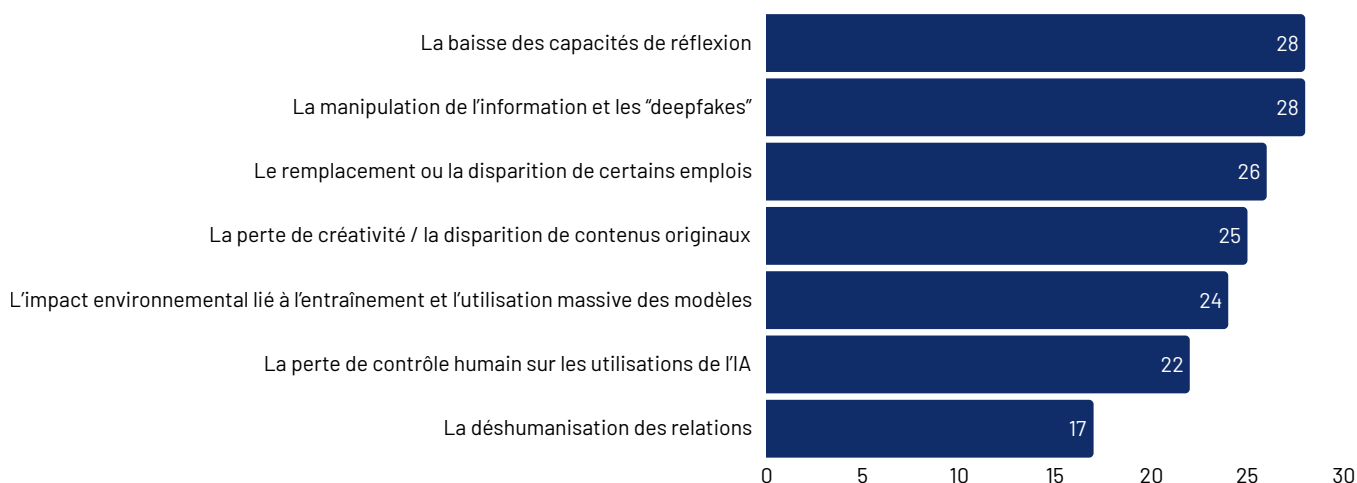 La baisse des capacités de réflexion 28
La manipulation de l’information et les “deepfakes” 28
Le remplacement ou la disparition de certains emplois 26
La perte de créativité / la disparition de contenus originaux 25
L’impact environnemental lié à l’entraînement et l’utilisation massive des modèles 24
La perte de contrôle humain sur les utilisations de l’IA 22
La déshumanisation des relations 17
0 5 10 15 20 25 30